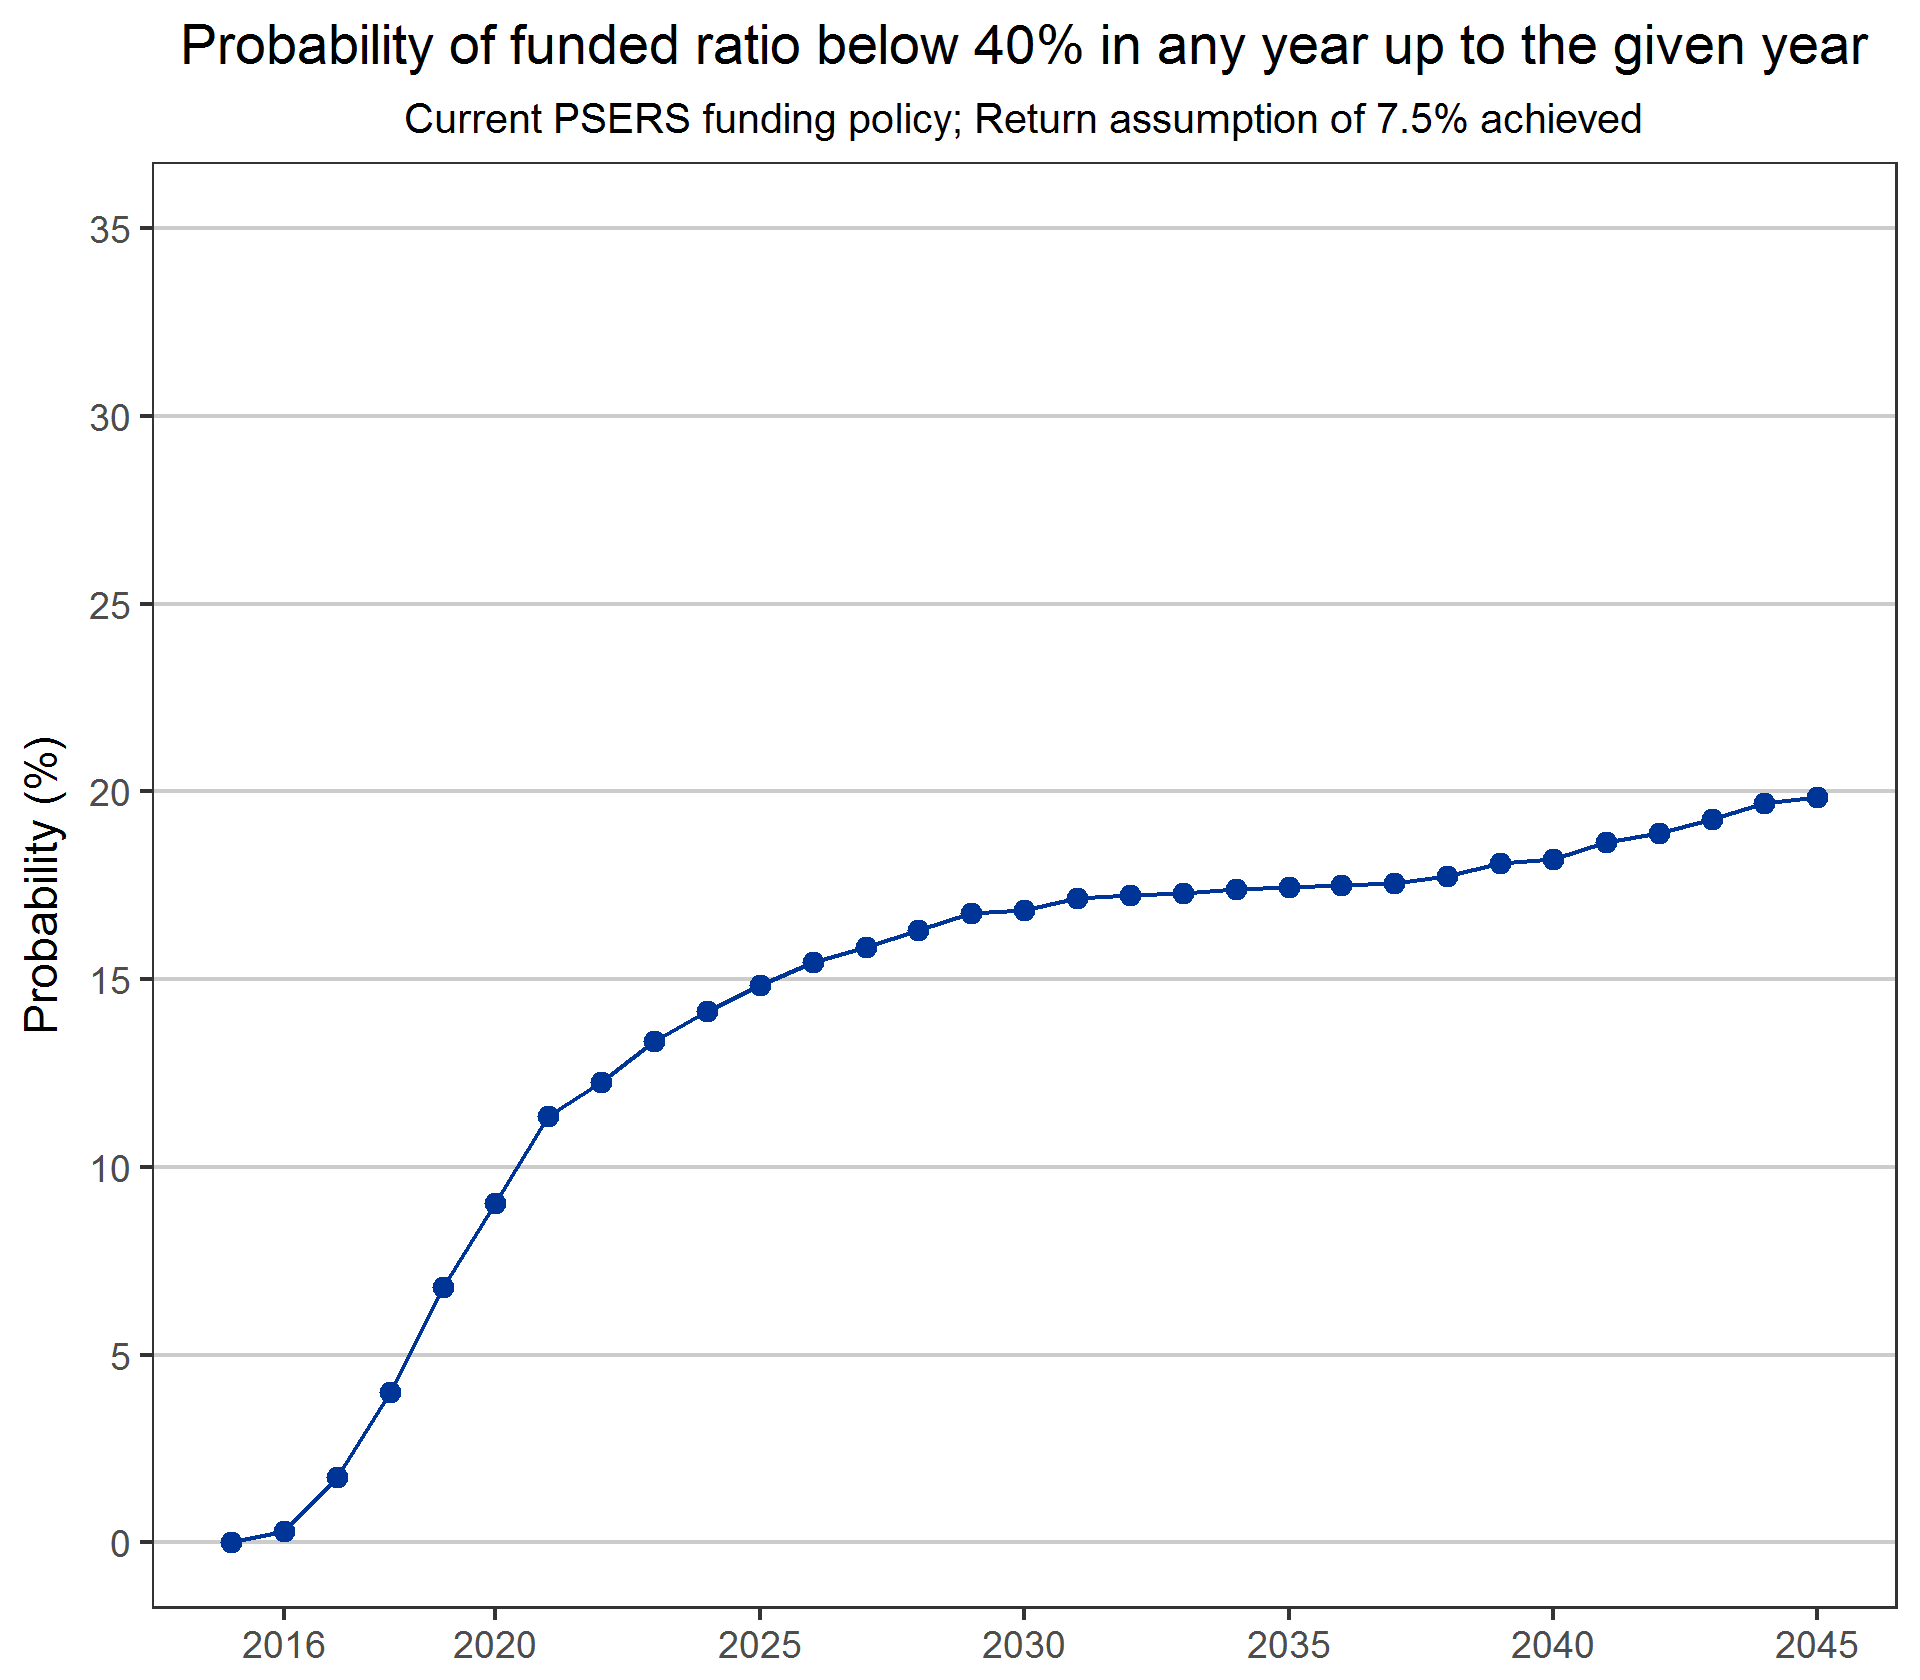 Probability of funded ratio below 40% in any year up to the given year
Current PSERS funding policy; Return assumption of 7.5% achieved
Probability (%)
35
30
25
20
15
10
5
0
2016 2020 2025 2030 2035 2040 2045